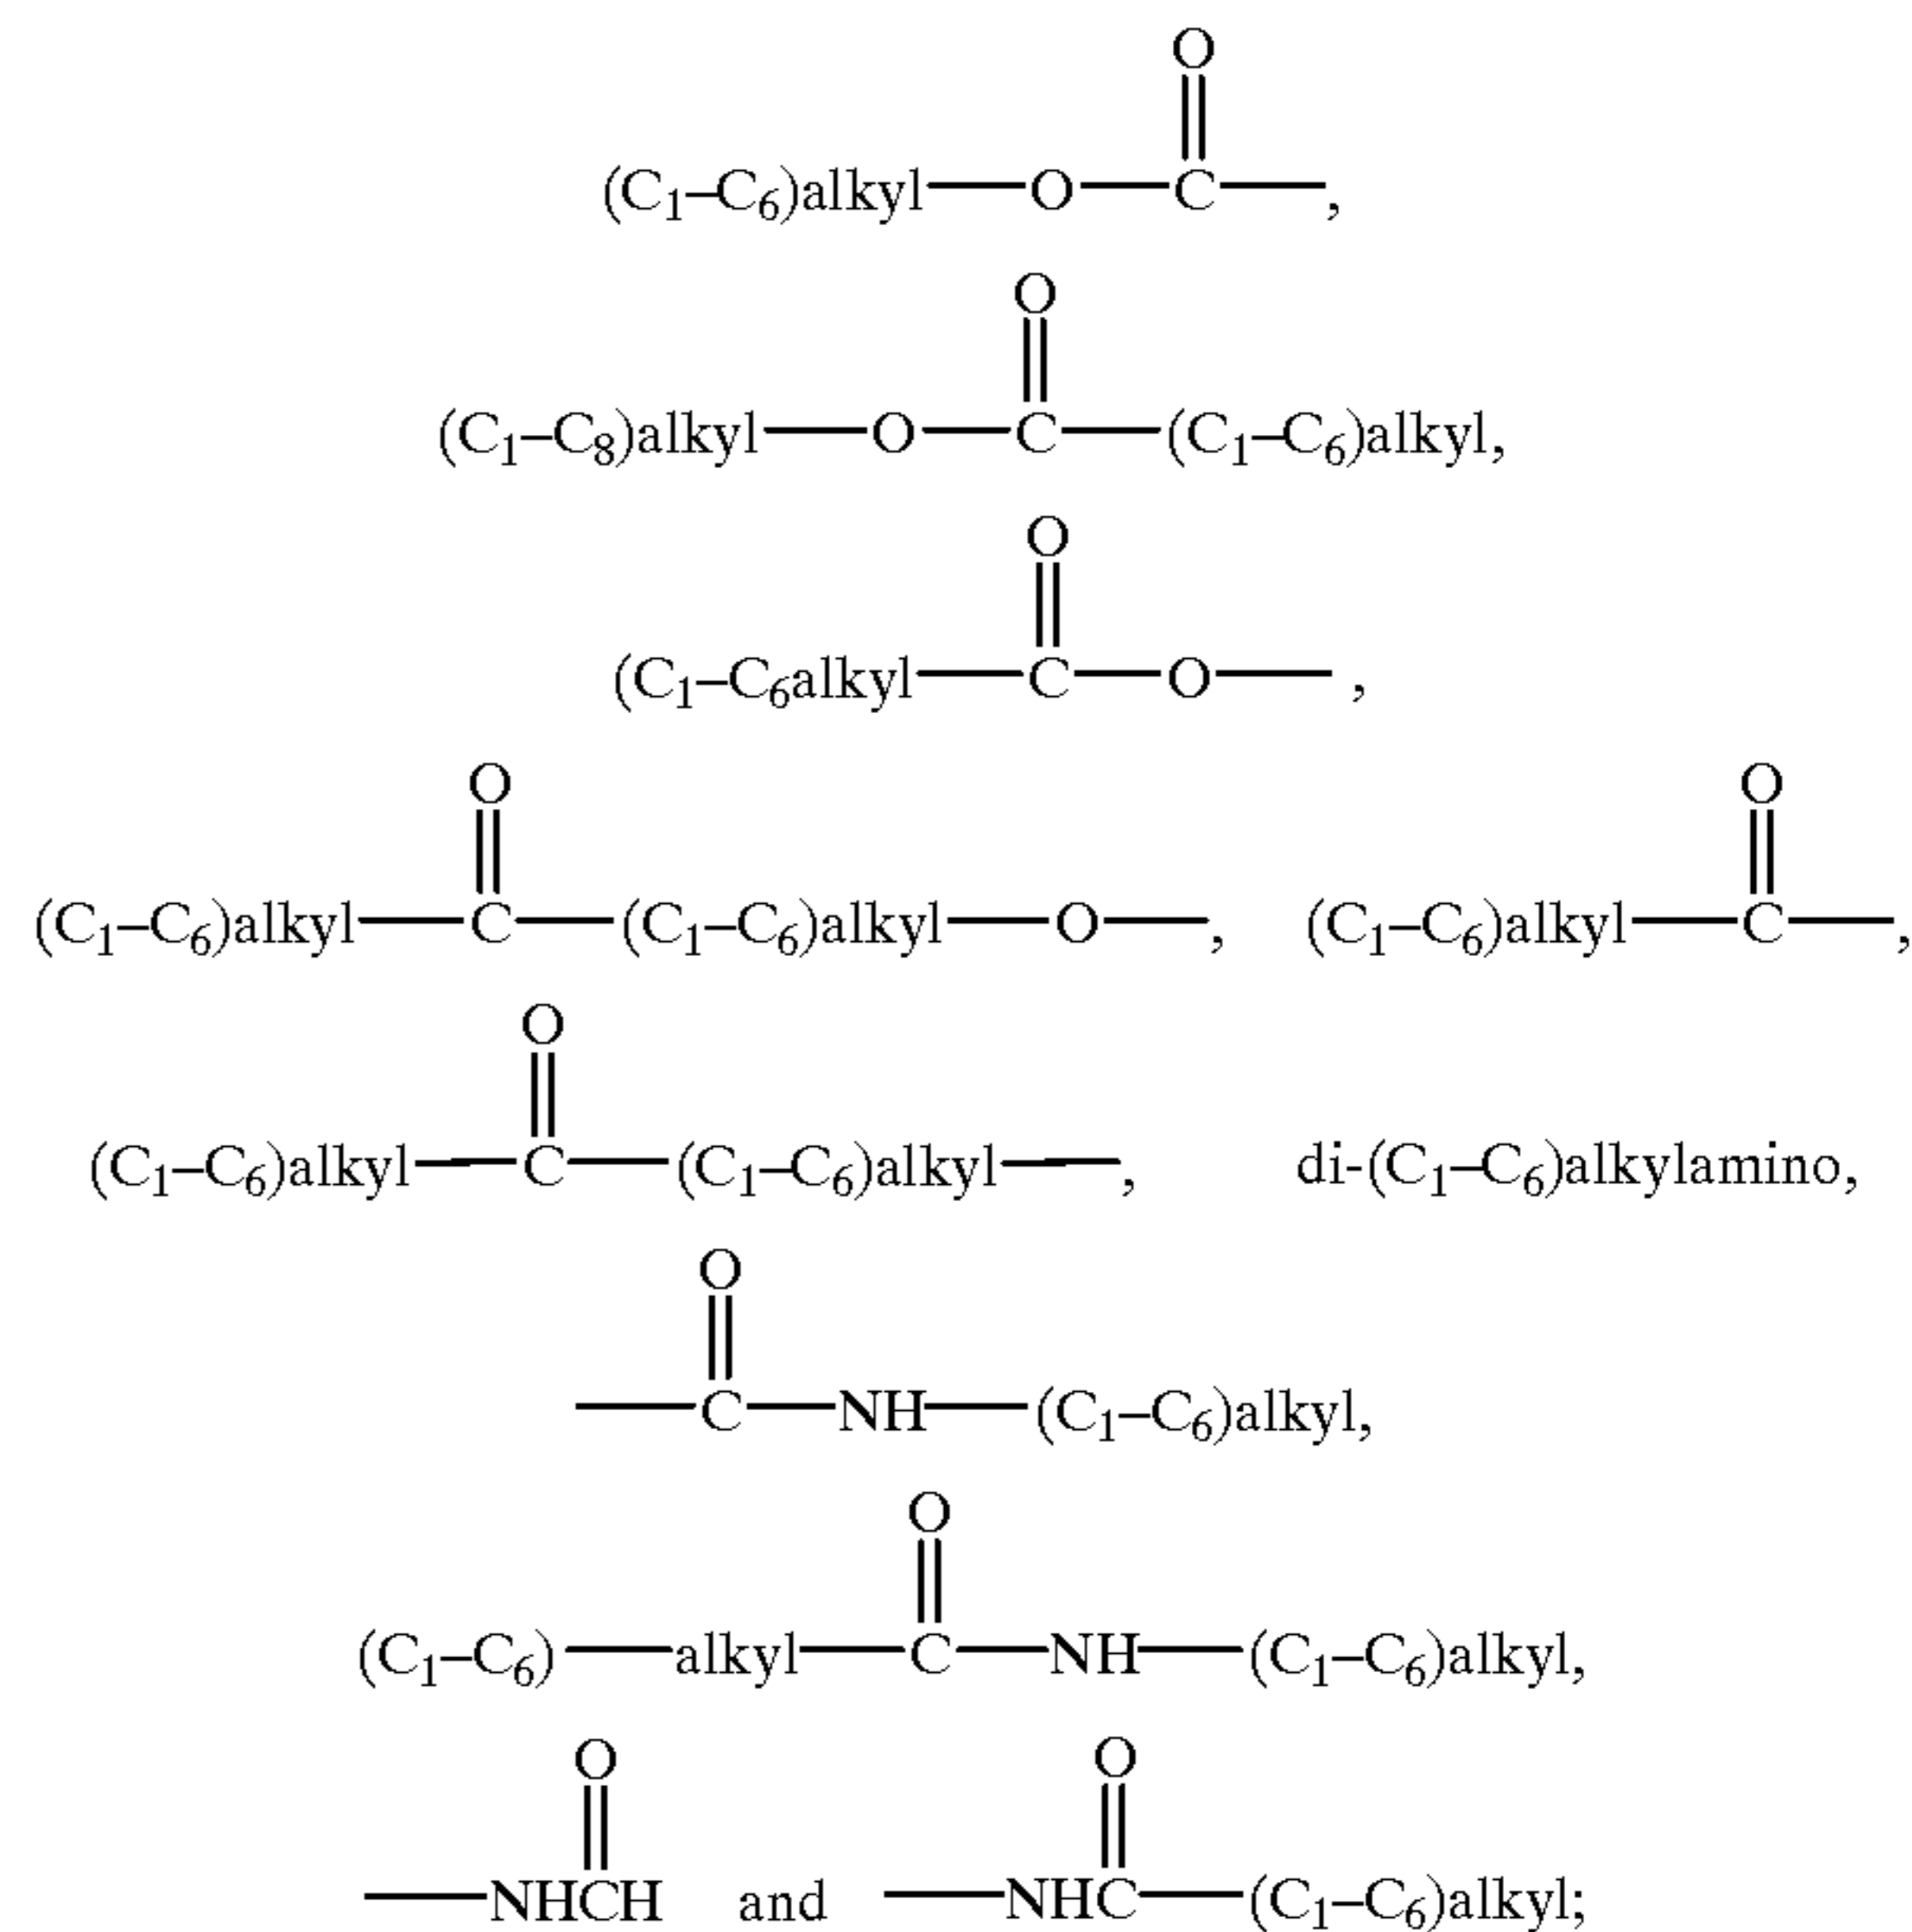 O
(C₁–C₆)alkyl—O—C—,
O
(C₁–C₈)alkyl—O—C—(C₁–C₆)alkyl,
O
(C₁–C₆alkyl—C—O—,
O O
(C₁–C₆)alkyl—C—(C₁–C₆)alkyl—O—, (C₁–C₆)alkyl—C—,
O
(C₁–C₆)alkyl—C—(C₁–C₆)alkyl—, di-(C₁–C₆)alkylamino,
O
—C—NH—(C₁–C₆)alkyl,
O
(C₁–C₆)—alkyl—C—NH—(C₁–C₆)alkyl,
O O
—NHCH and —NHC—(C₁–C₆)alkyl;